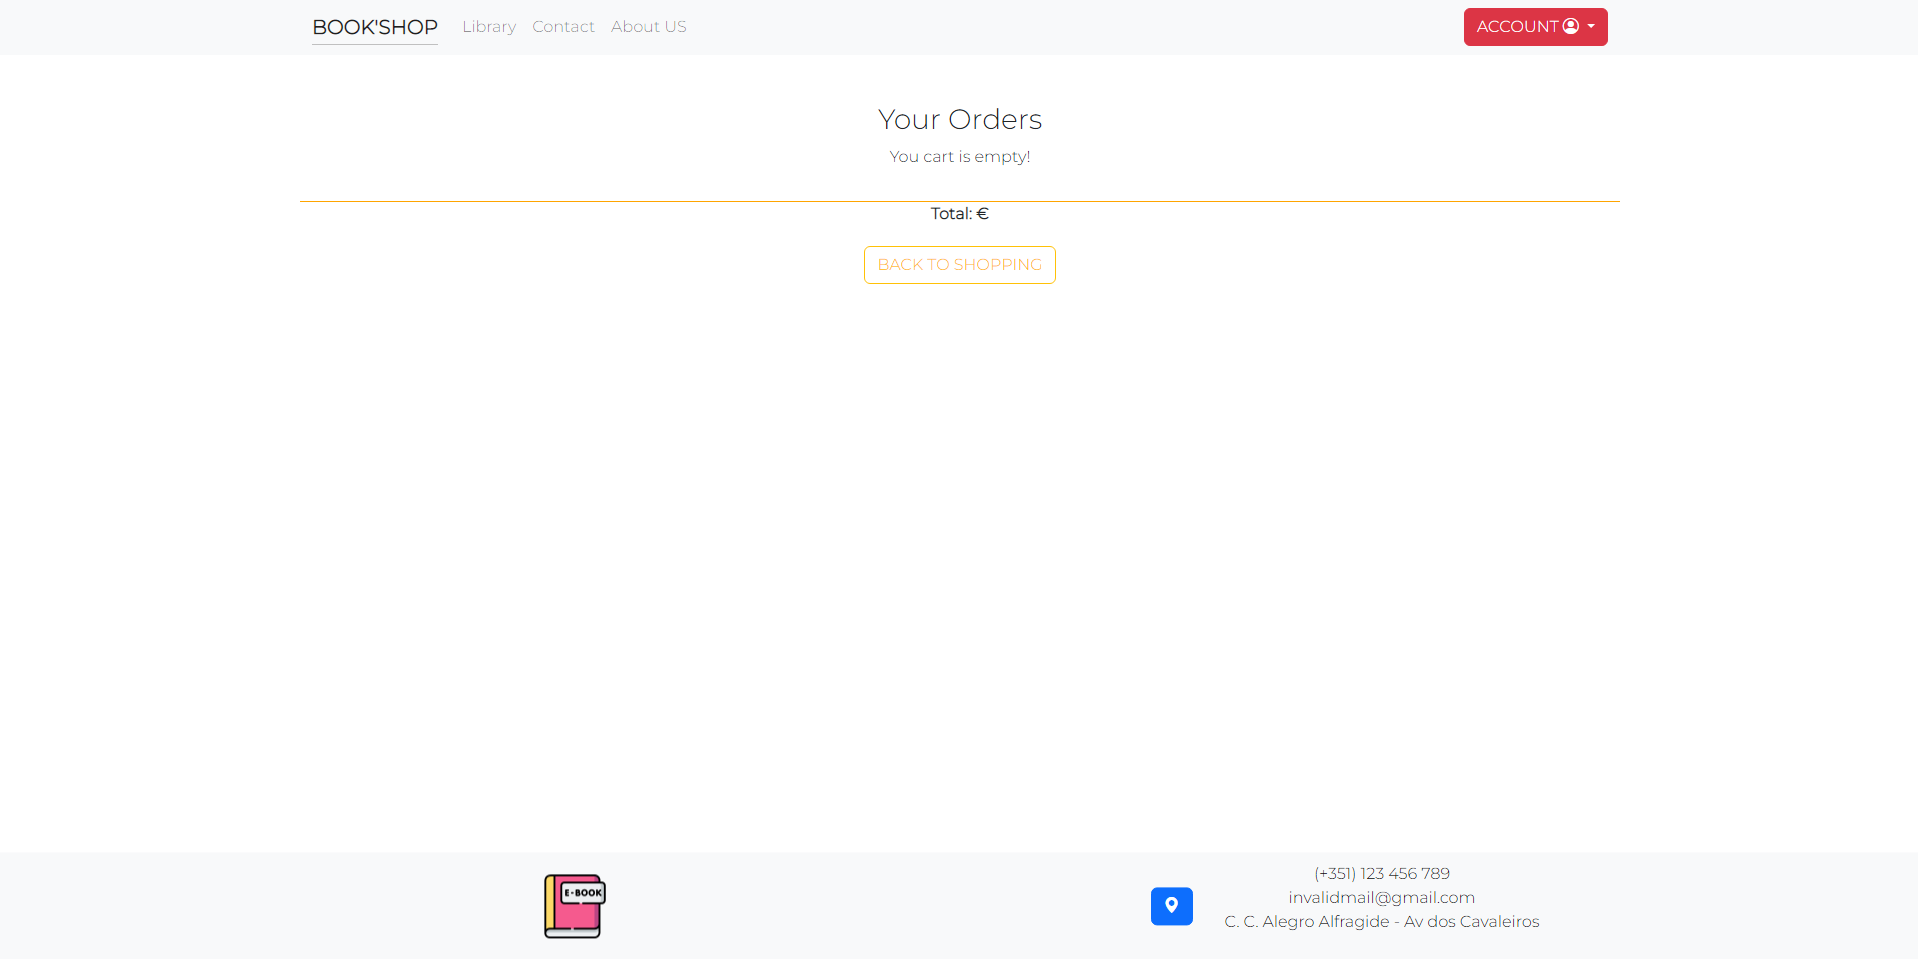 BOOK'SHOP Library Contact About US ACCOUNT
Your Orders
You cart is empty!
Total: €
BACK TO SHOPPING
E-BOOK
(+351) 123 456 789
invalidmail@gmail.com
C. C. Alegro Alfragide - Av dos Cavaleiros